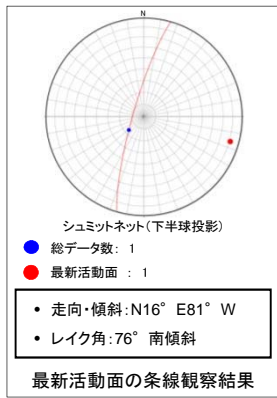 N
シュミットネット(下半球投影)
総データ数: 1
最新活動面 : 1
• 走向・傾斜:N16° E81° W
• レイク角:76° 南傾斜
最新活動面の条線観察結果